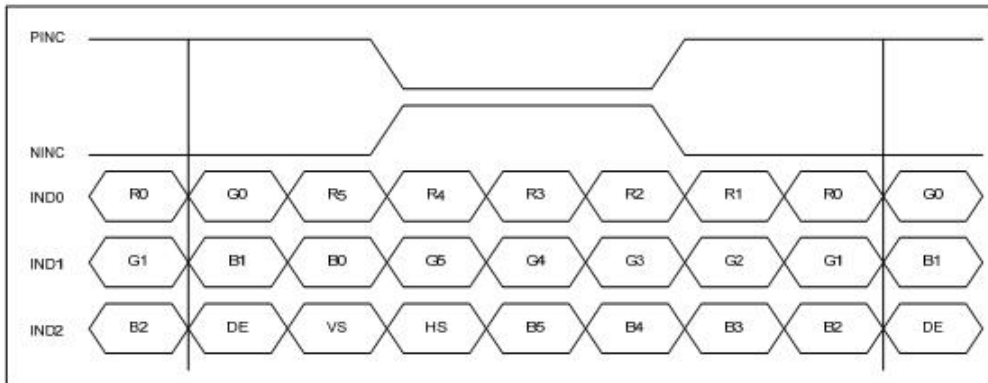 PINC
NINC
IND0 R0 G0 R5 R4 R3 R2 R1 R0 G0
IND1 G1 B1 B0 G5 G4 G3 G2 G1 B1
IND2 B2 DE VS HS B5 B4 B3 B2 DE